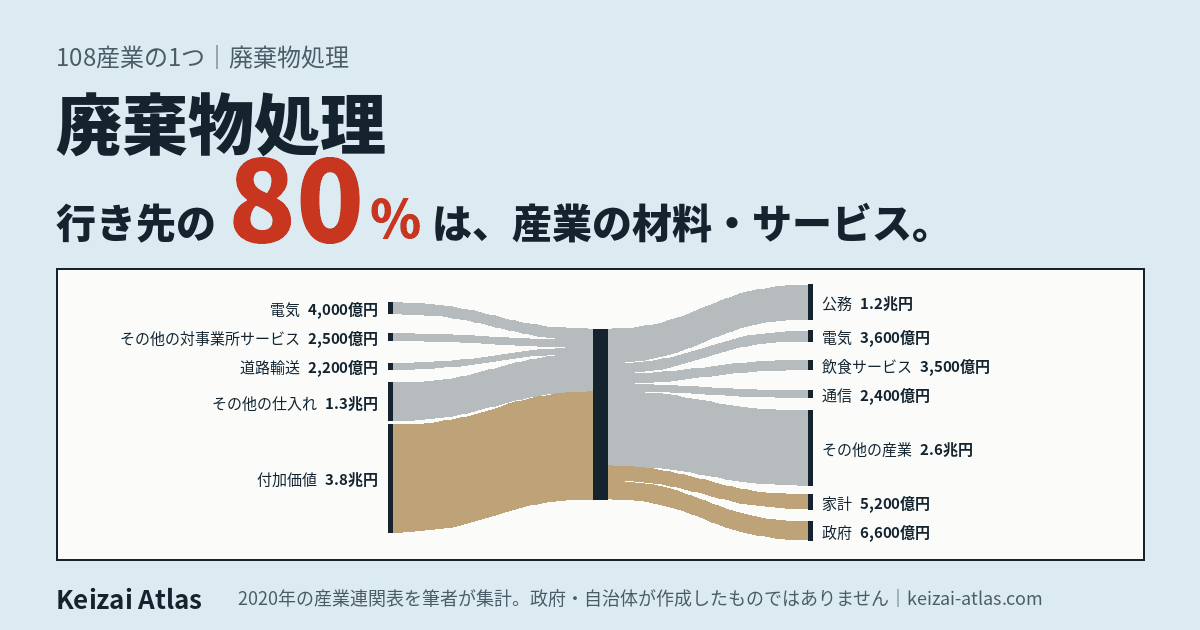 108産業の1つ｜廃棄物処理
廃棄物処理
行き先の 80% は、産業の材料・サービス。
電気 4,000億円
その他の対事業所サービス 2,500億円
道路輸送 2,200億円
その他の仕入れ 1.3兆円
付加価値 3.8兆円
公務 1.2兆円
電気 3,600億円
飲食サービス 3,500億円
通信 2,400億円
その他の産業 2.6兆円
家計 5,200億円
政府 6,600億円
Keizai Atlas
2020年の産業連関表を筆者が集計。政府・自治体が作成したものではありません｜keizai-atlas.com